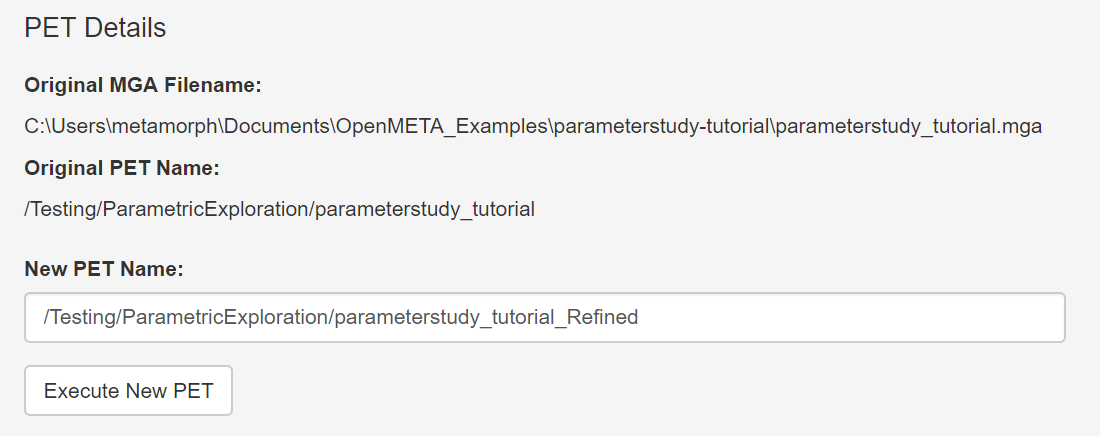 PET Details
Original MGA Filename:
C:\Users\metamorph\Documents\OpenMETA_Examples\parameterstudy-tutorial\parameterstudy_tutorial.mga
Original PET Name:
/Testing/ParametricExploration/parameterstudy_tutorial
New PET Name:
/Testing/ParametricExploration/parameterstudy_tutorial_Refined
Execute New PET